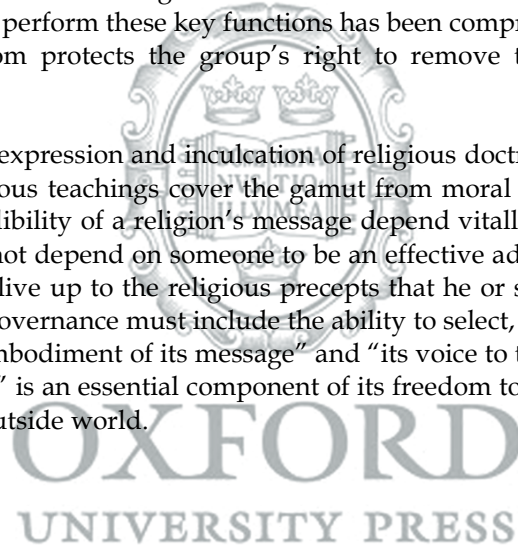 perform these key functions has been compr
om protects the group’s right to remove t
expression and inculcation of religious doctri
ous teachings cover the gamut from moral
dibility of a religion’s message depend vitall
not depend on someone to be an effective ad
live up to the religious precepts that he or s
overnance must include the ability to select,
mbodiment of its message” and “its voice to t
” is an essential component of its freedom to
utside world.
OXFORD
UNIVERSITY PRESS